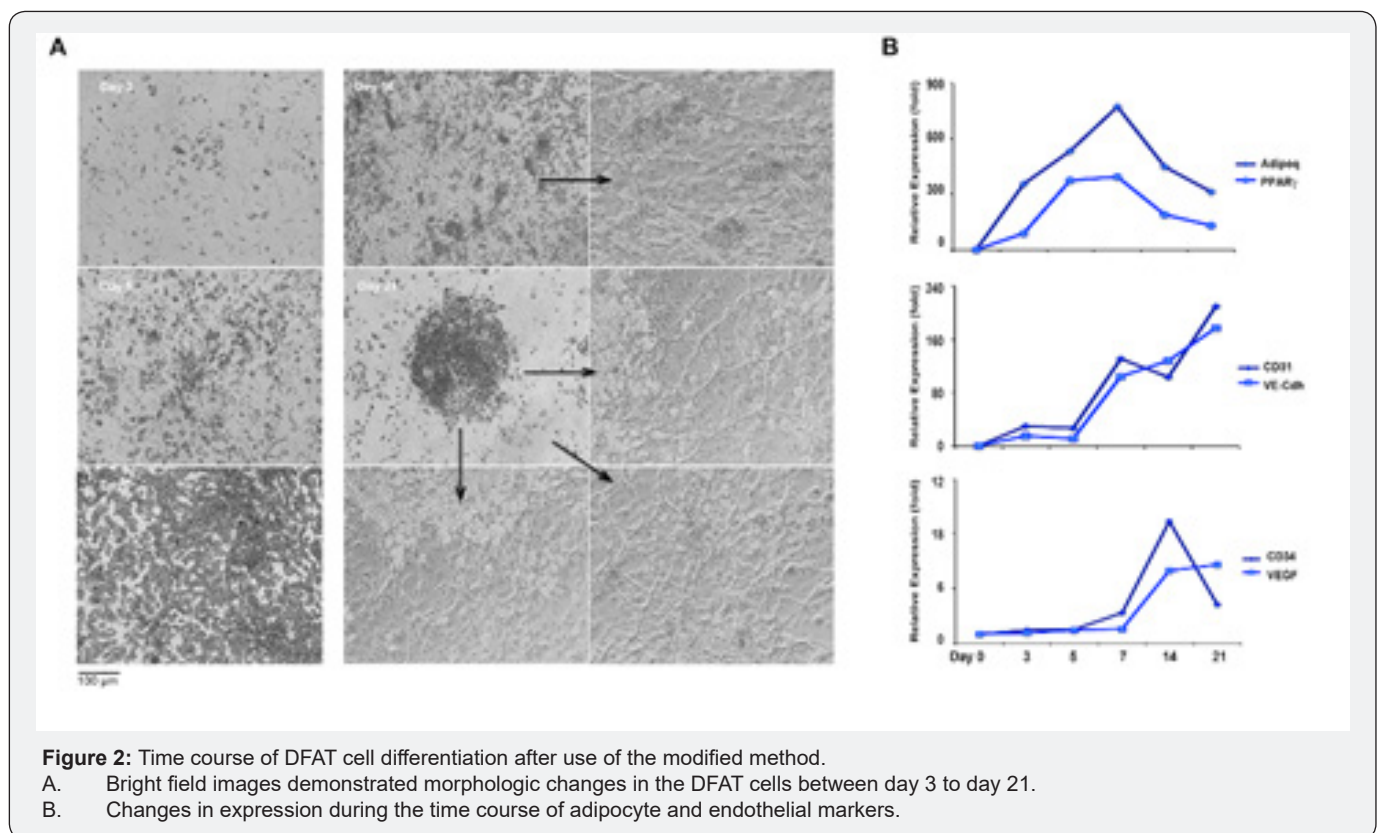 A
B
Day 3
Day 21
100 µm
Relative Expression (fold)
900
600
300
0
Adipoq
PPARγ
Relative Expression (fold)
240
160
80
0
CD31
VE-Cdh
Relative Expression (fold)
12
6
0
CD34
VEGF
Day 0 3 5 7 14 21
Figure 2: Time course of DFAT cell differentiation after use of the modified method.
A. Bright field images demonstrated morphologic changes in the DFAT cells between day 3 to day 21.
B. Changes in expression during the time course of adipocyte and endothelial markers.